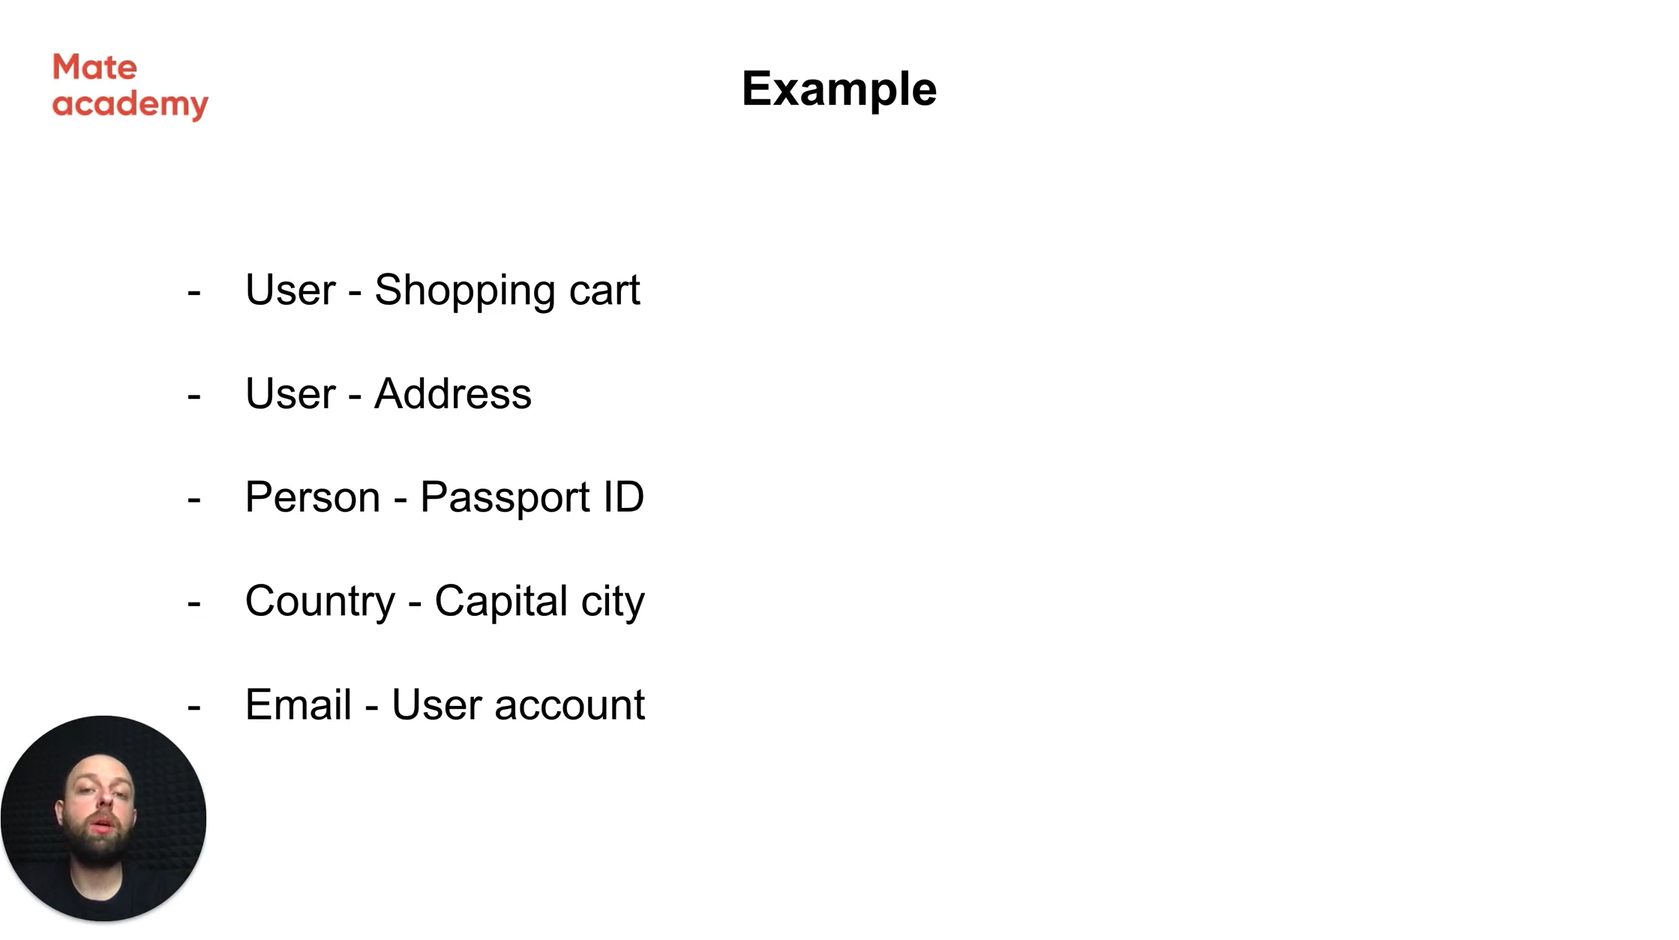 Mate
academy
Example
- User - Shopping cart
- User - Address
- Person - Passport ID
- Country - Capital city
- Email - User account